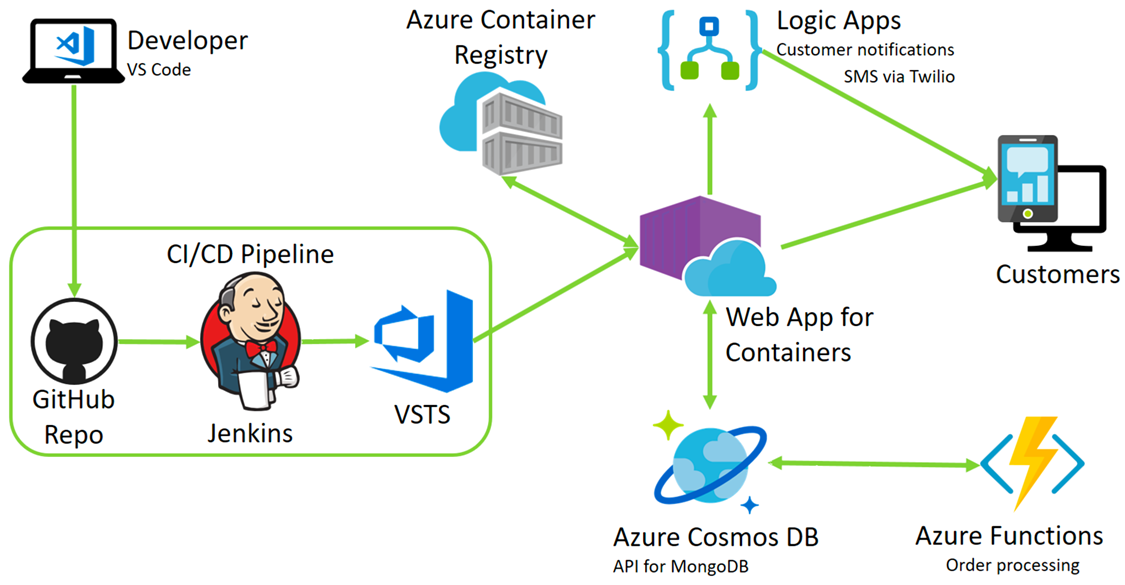 Developer
VS Code
Azure Container
Registry
Logic Apps
Customer notifications
SMS via Twilio
Customers
CI/CD Pipeline
GitHub
Repo
Jenkins
VSTS
Web App for
Containers
Azure Cosmos DB
API for MongoDB
Azure Functions
Order processing